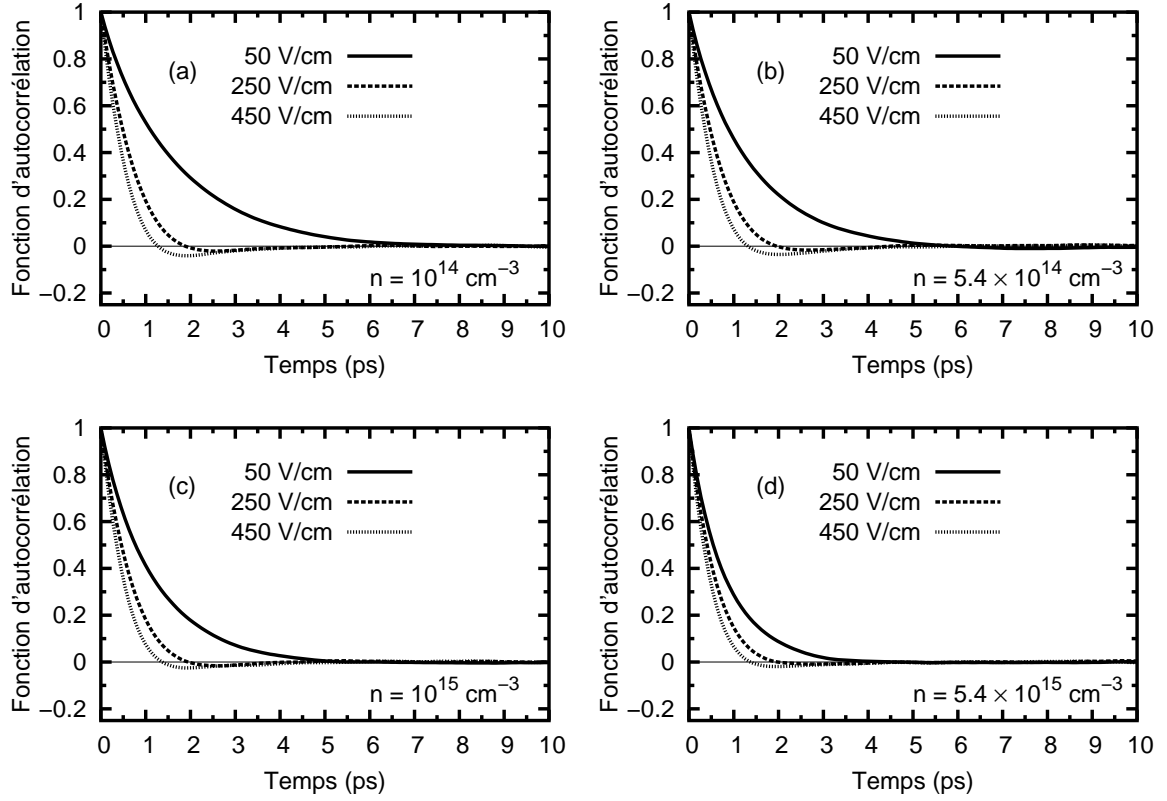 Fonction d'autocorrélation
1
0.8
0.6
0.4
0.2
0
−0.2
(a)
50 V/cm
250 V/cm
450 V/cm
n = 10^14 cm^−3
0 1 2 3 4 5 6 7 8 9 10
Temps (ps)
Fonction d'autocorrélation
1
0.8
0.6
0.4
0.2
0
−0.2
(b)
50 V/cm
250 V/cm
450 V/cm
n = 5.4 × 10^14 cm^−3
0 1 2 3 4 5 6 7 8 9 10
Temps (ps)
Fonction d'autocorrélation
1
0.8
0.6
0.4
0.2
0
−0.2
(c)
50 V/cm
250 V/cm
450 V/cm
n = 10^15 cm^−3
0 1 2 3 4 5 6 7 8 9 10
Temps (ps)
Fonction d'autocorrélation
1
0.8
0.6
0.4
0.2
0
−0.2
(d)
50 V/cm
250 V/cm
450 V/cm
n = 5.4 × 10^15 cm^−3
0 1 2 3 4 5 6 7 8 9 10
Temps (ps)